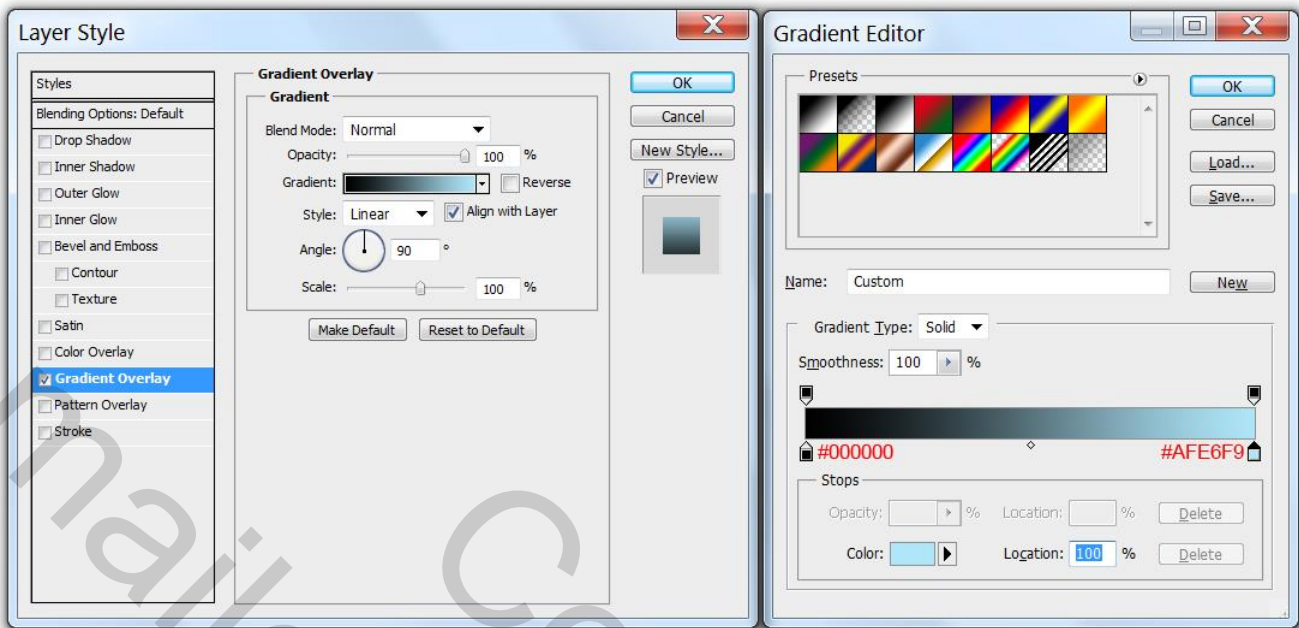 Layer Style
Styles
Blending Options: Default
Drop Shadow
Inner Shadow
Outer Glow
Inner Glow
Bevel and Emboss
Contour
Texture
Satin
Color Overlay
Gradient Overlay
Pattern Overlay
Stroke
Gradient Overlay
Gradient
Blend Mode: Normal
Opacity: 100 %
Gradient: Reverse
Style: Linear Align with Layer
Angle: 90 °
Scale: 100 %
Make Default Reset to Default
OK
Cancel
New Style...
Preview
Gradient Editor
Presets
OK
Cancel
Load...
Save...
Name: Custom New
Gradient Type: Solid
Smoothness: 100 %
#000000 #AFE6F9
Stops
Opacity: % Location: % Delete
Color: Location: 100 % Delete